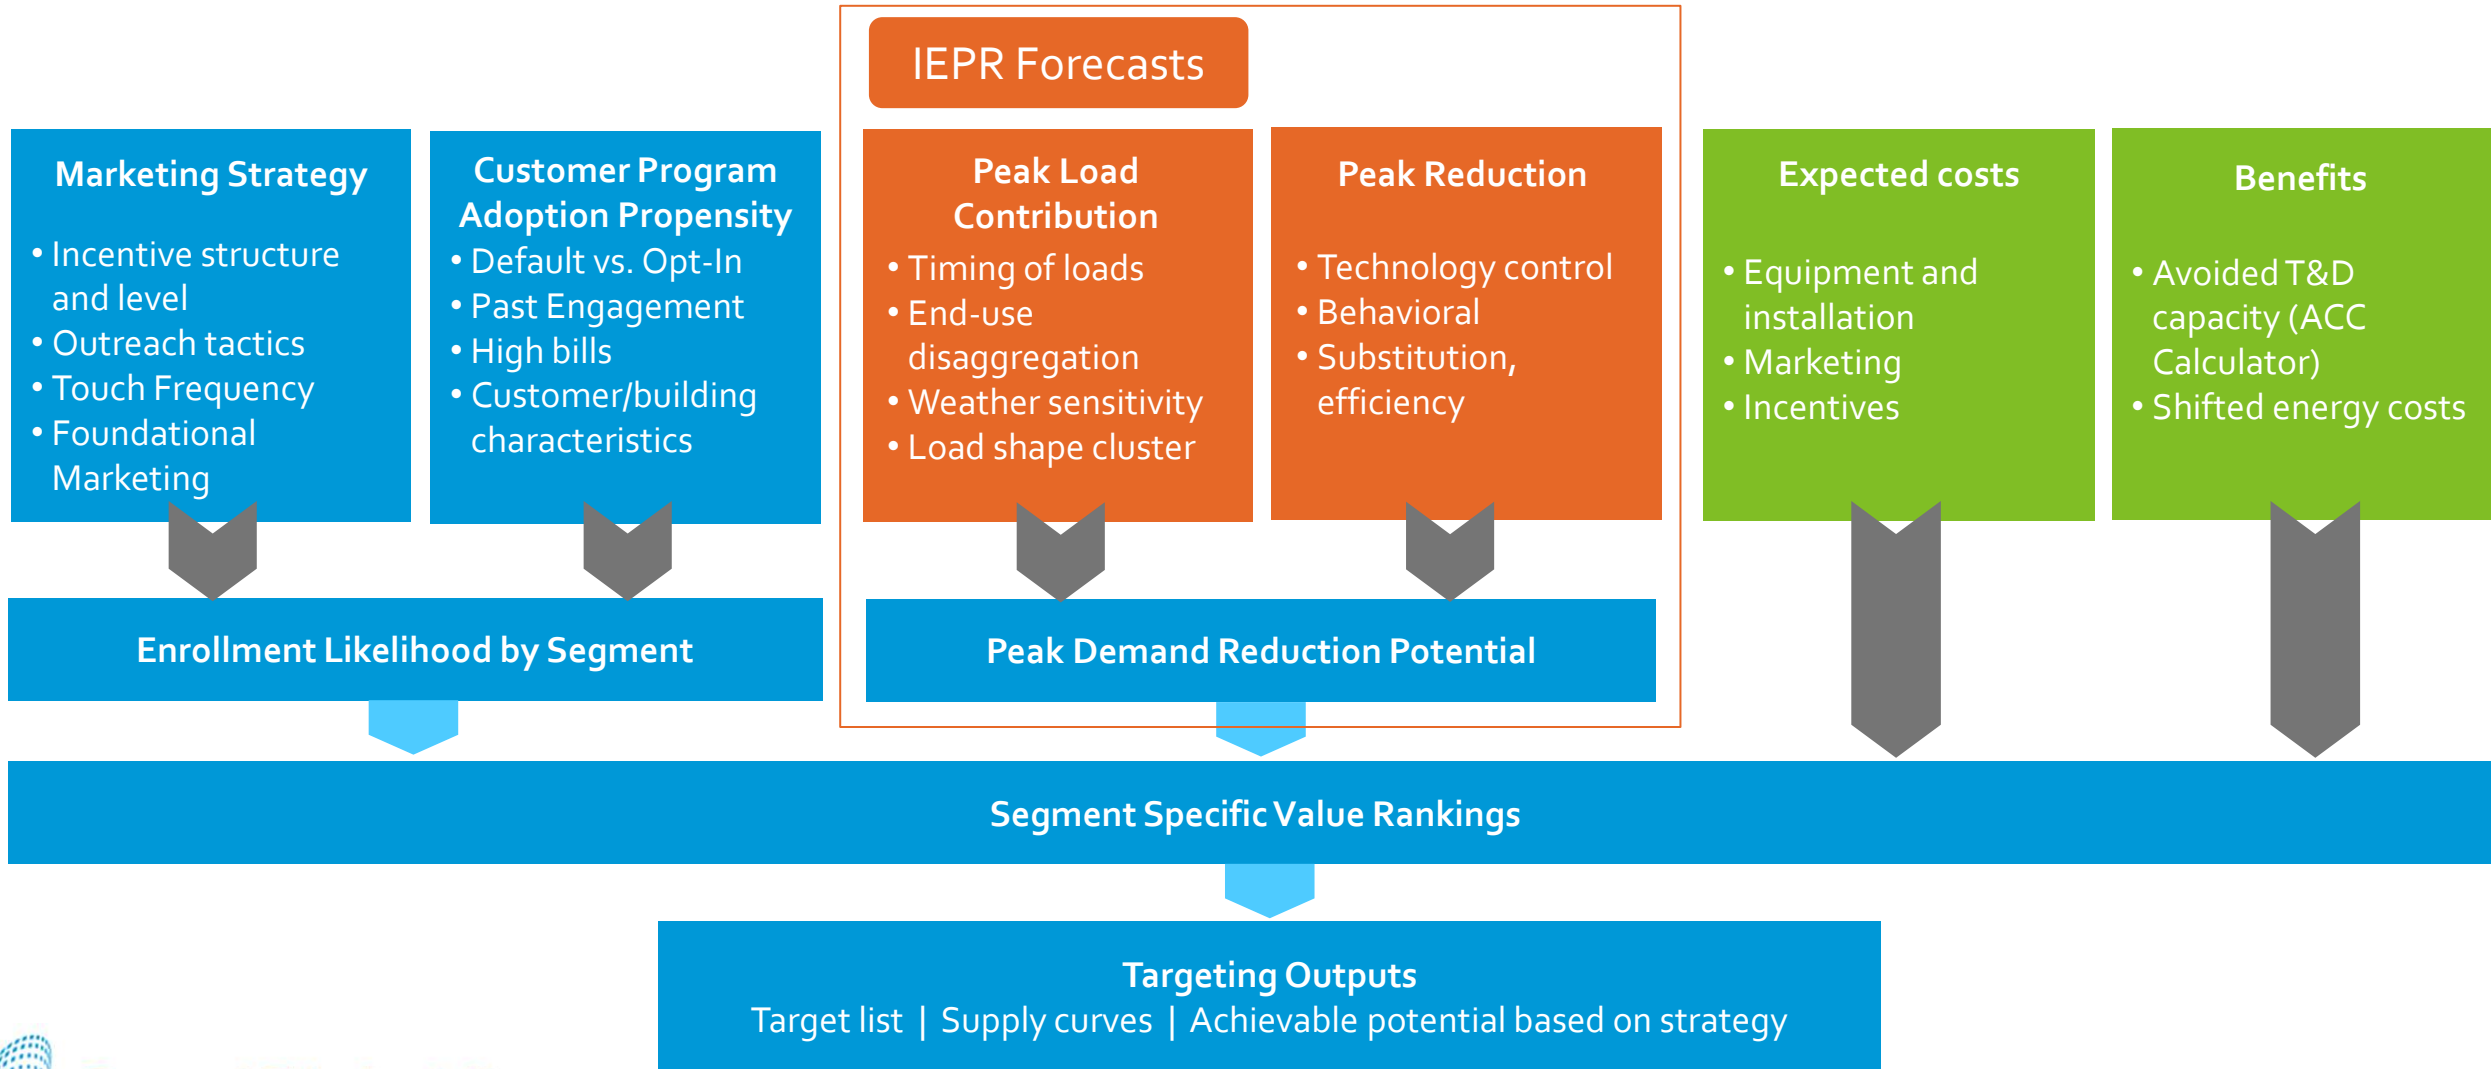 IEPR Forecasts
Marketing Strategy
• Incentive structure
and level
• Outreach tactics
• Touch Frequency
• Foundational
Marketing
Customer Program
Adoption Propensity
• Default vs. Opt-In
• Past Engagement
• High bills
• Customer/building
characteristics
Peak Load
Contribution
• Timing of loads
• End-use
disaggregation
• Weather sensitivity
• Load shape cluster
Peak Reduction
• Technology control
• Behavioral
• Substitution,
efficiency
Expected costs
• Equipment and
installation
• Marketing
• Incentives
Benefits
• Avoided T&D
capacity (ACC
Calculator)
• Shifted energy costs
Enrollment Likelihood by Segment
Peak Demand Reduction Potential
Segment Specific Value Rankings
Targeting Outputs
Target list | Supply curves | Achievable potential based on strategy